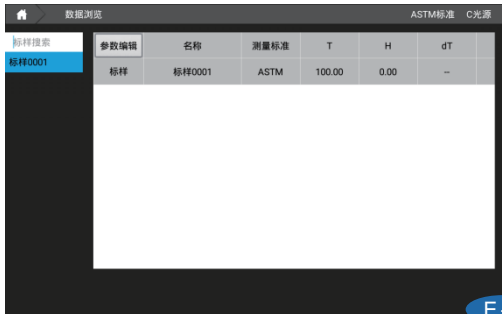 数据浏览 ASTM标准 C光源
标样搜索
标样0001
参数编辑 名称 测量标准 T H dT
标样 标样0001 ASTM 100.00 0.00 --
E